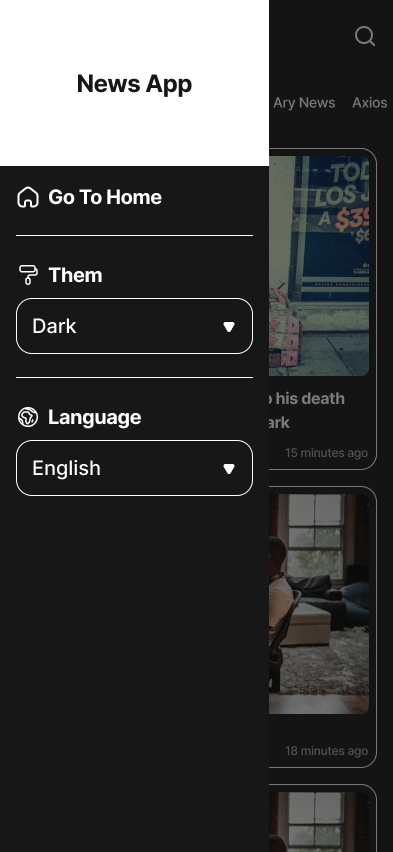 News App
Ary News Axios
Go To Home
Them
Dark
Language
English
A $39
his death
15 minutes ago
18 minutes ago